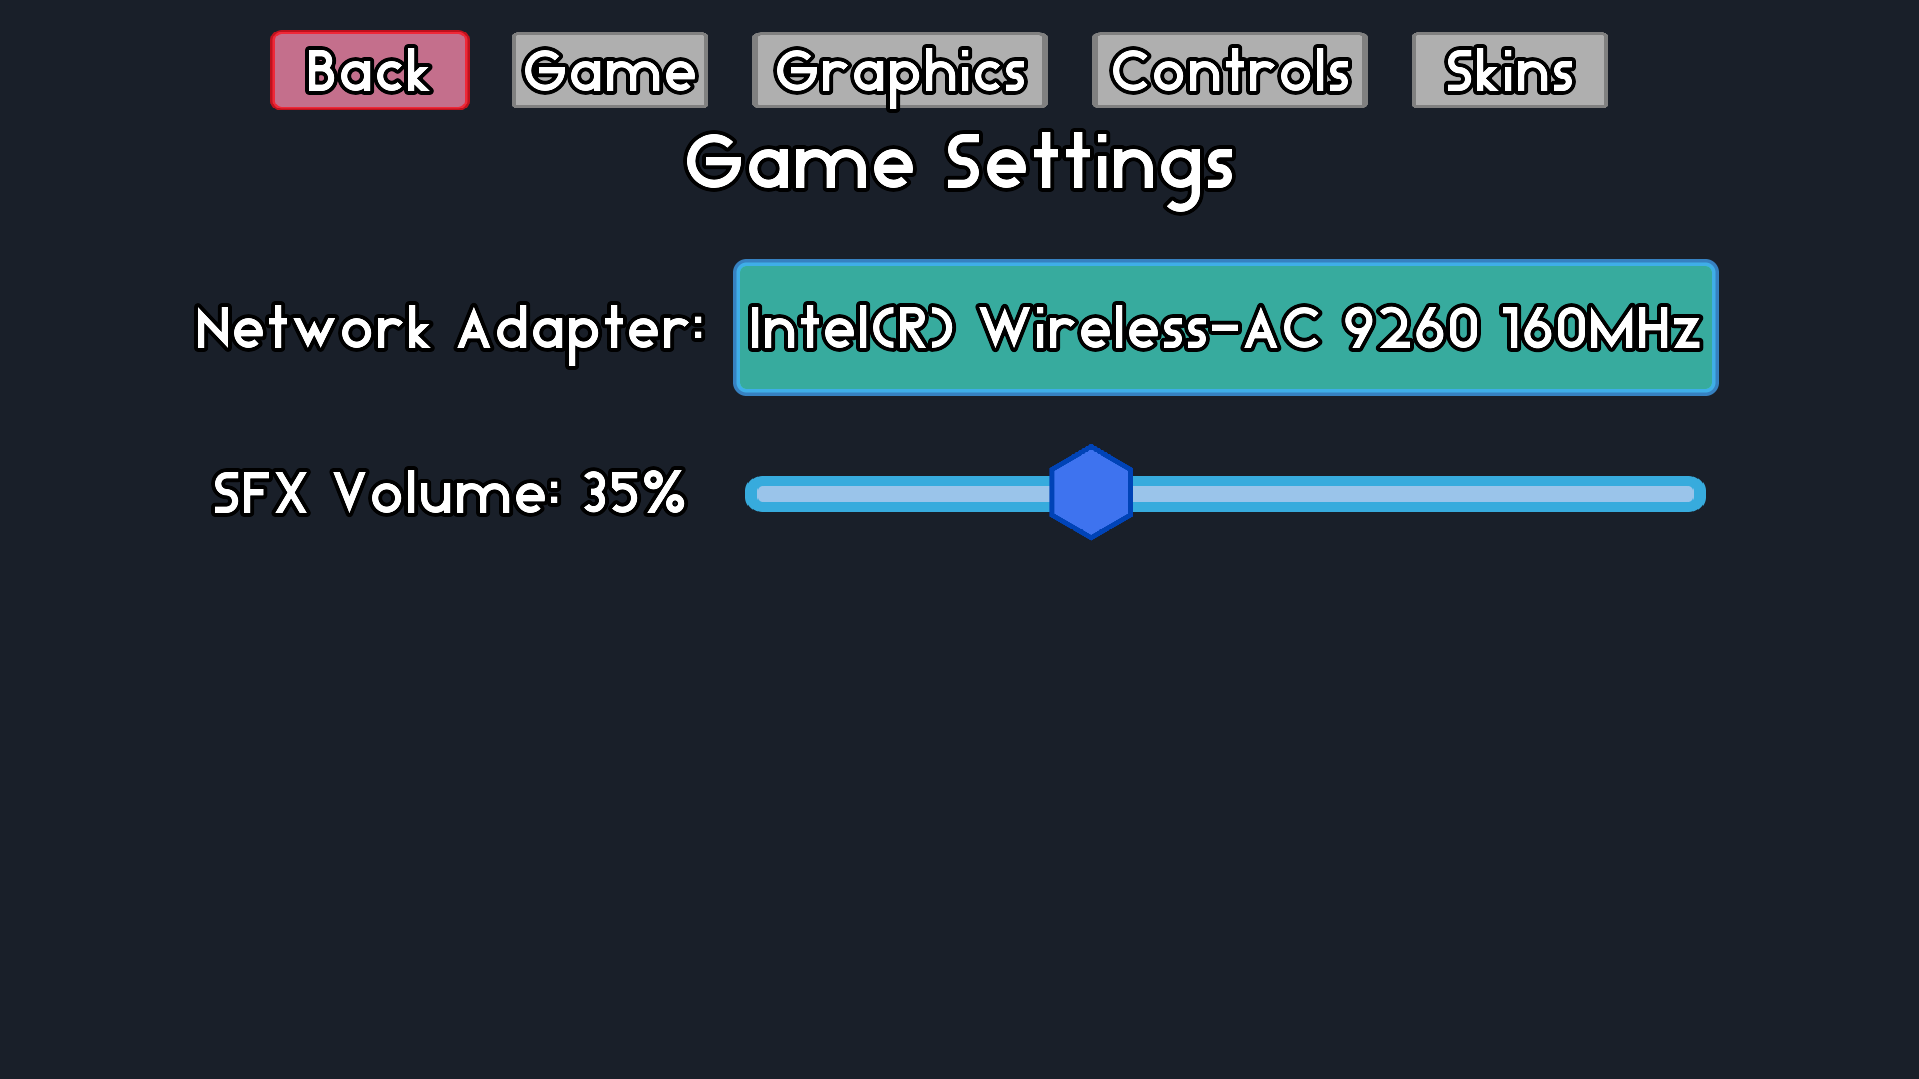 Back Game Graphics Controls Skins
Game Settings
Network Adapter: Intel(R) Wireless-AC 9260 160MHz
SFX Volume: 35%